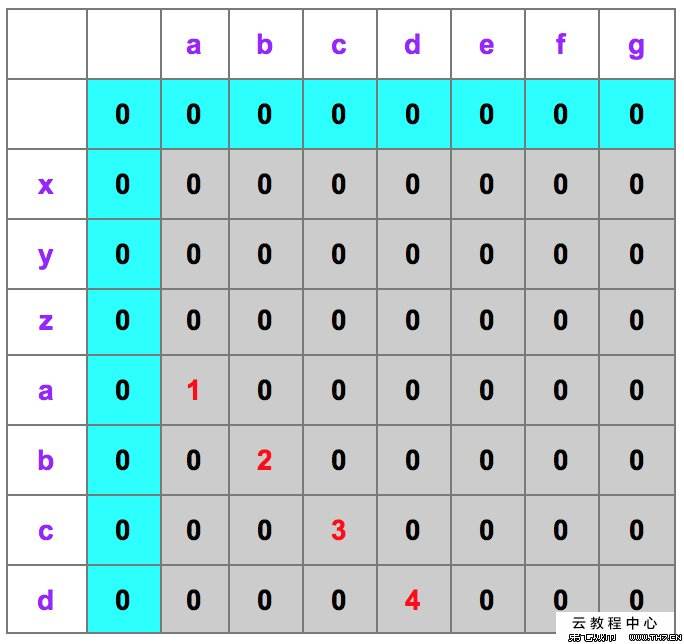 a b c d e f g
0 0 0 0 0 0 0 0
x 0 0 0 0 0 0 0 0
y 0 0 0 0 0 0 0 0
z 0 0 0 0 0 0 0 0
a 0 1 0 0 0 0 0 0
b 0 0 2 0 0 0 0 0
c 0 0 0 3 0 0 0 0
d 0 0 0 0 4 0 0 0
云教程中心
WWW.TH7.CN